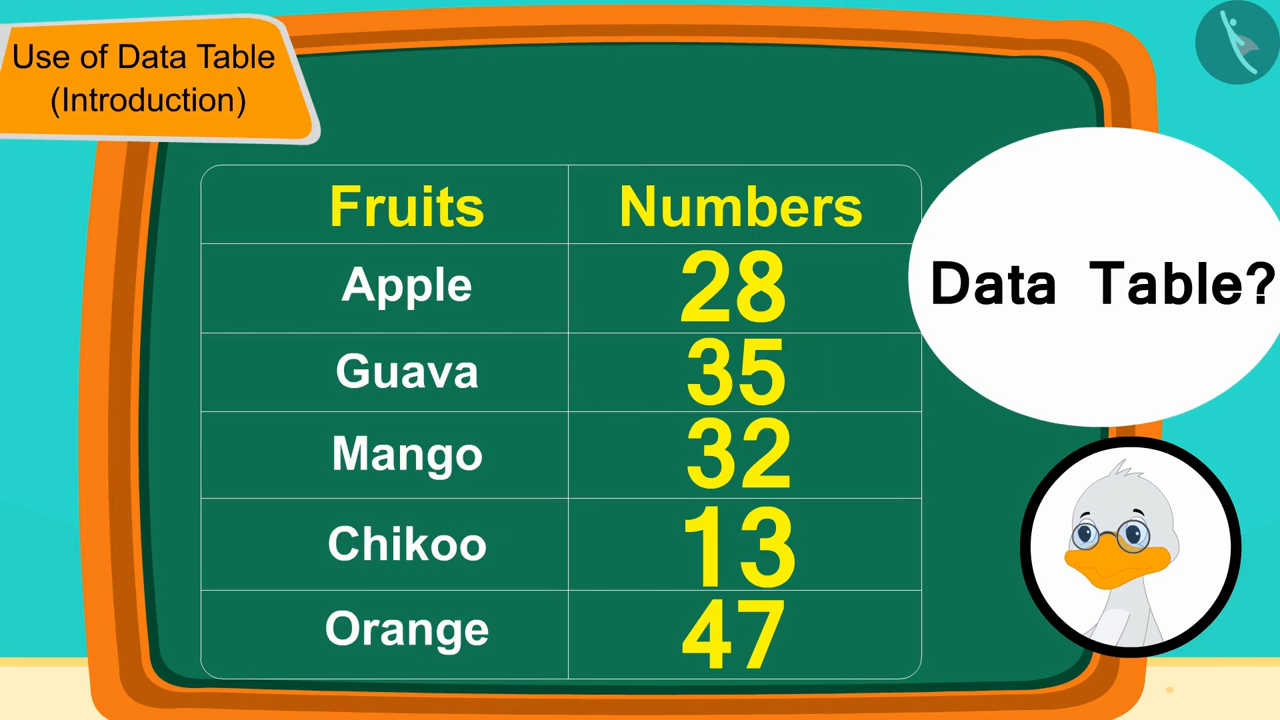 Use of Data Table
(Introduction)
Fruits Numbers
Apple 28
Guava 35
Mango 32
Chikoo 13
Orange 47
Data Table?